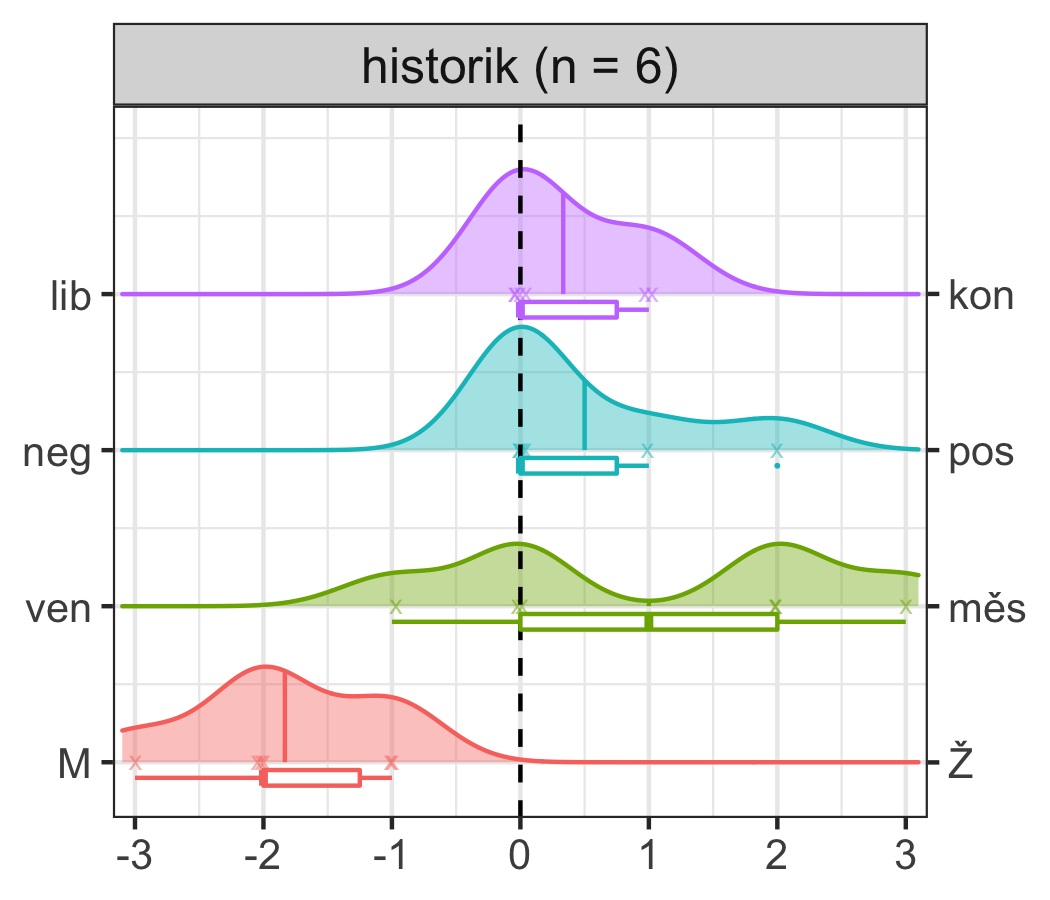 historik (n = 6)
lib kon
neg pos
ven měs
M Ž
-3 -2 -1 0 1 2 3